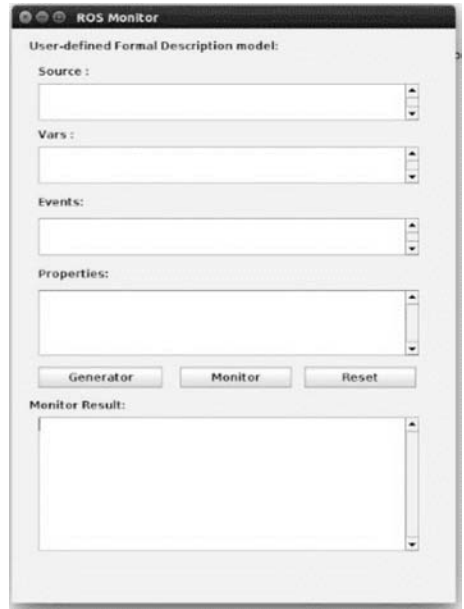 ROS Monitor
User-defined Formal Description model:
Source :
Vars :
Events:
Properties:
Generator Monitor Reset
Monitor Result: